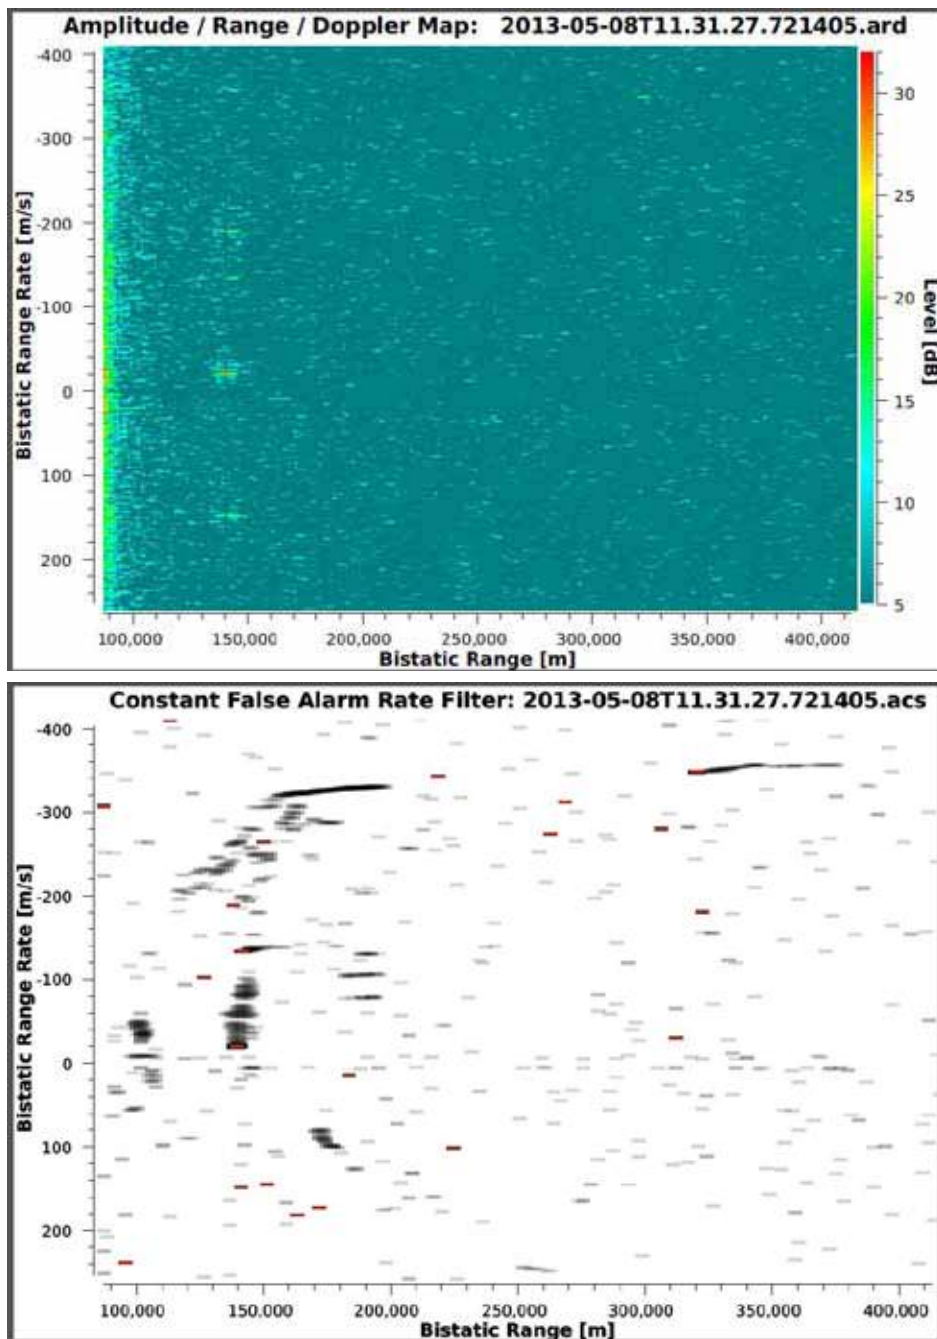 Amplitude / Range / Doppler Map: 2013-05-08T11.31.27.721405.ard
-400
-300
-200
-100
0
100
200
Bistatic Range Rate [m/s]
100,000 150,000 200,000 250,000 300,000 350,000 400,000
Bistatic Range [m]
30
25
20
15
10
5
Level [dB]
Constant False Alarm Rate Filter: 2013-05-08T11.31.27.721405.acs
-400
-300
-200
-100
0
100
200
Bistatic Range Rate [m/s]
100,000 150,000 200,000 250,000 300,000 350,000 400,000
Bistatic Range [m]